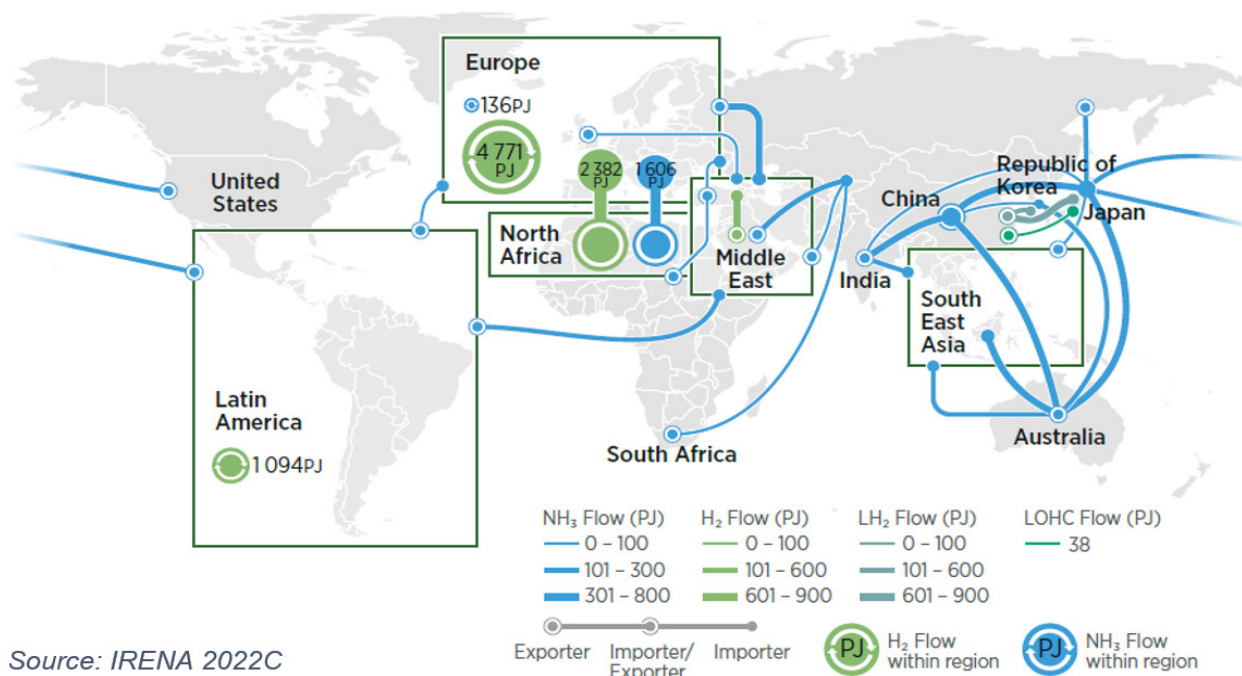 Europe
136PJ
4 771
PJ
2 382
PJ
1 606
PJ
United
States
North
Africa
Middle
East
Republic of
Korea
China
Japan
India
South
East
Asia
Latin
America
1 094PJ
South Africa
Australia
NH₃ Flow (PJ)
0 – 100
101 – 300
301 – 800
H₂ Flow (PJ)
0 – 100
101 – 600
601 – 900
LH₂ Flow (PJ)
0 – 100
101 – 600
601 – 900
LOHC Flow (PJ)
38
Exporter
Importer/
Exporter
Importer
PJ
H₂ Flow
within region
PJ
NH₃ Flow
within region
Source: IRENA 2022C